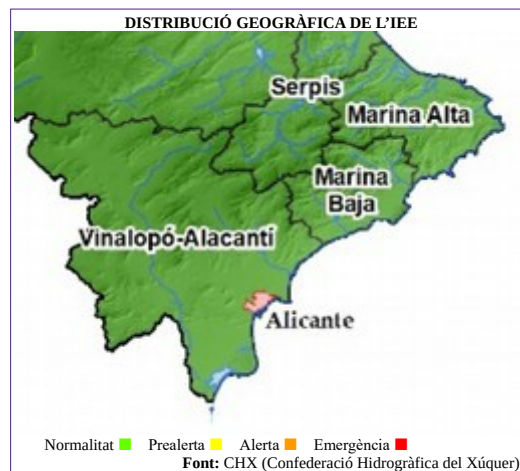 DISTRIBUCIÓ GEOGRÀFICA DE L'IEE
Serpis
Marina Alta
Marina
Baja
Vinalopó-Alacantí
Alicante
Normalitat Prealerta Alerta Emergència
Font: CHX (Confederació Hidrogràfica del Xúquer)